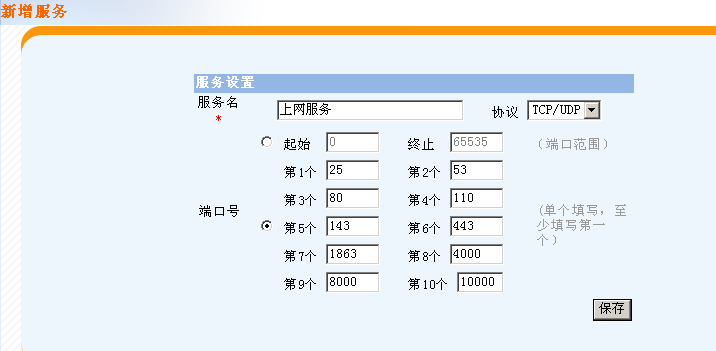 新增服务
服务设置
服务名 上网服务 协议 TCP/UDP
*
起始 0 终止 65535 (端口范围)
第1个 25 第2个 53
第3个 80 第4个 110
端口号
第5个 143 第6个 443
(单个填写，至
少填写第一
个)
第7个 1863 第8个 4000
第9个 8000 第10个 10000
保存